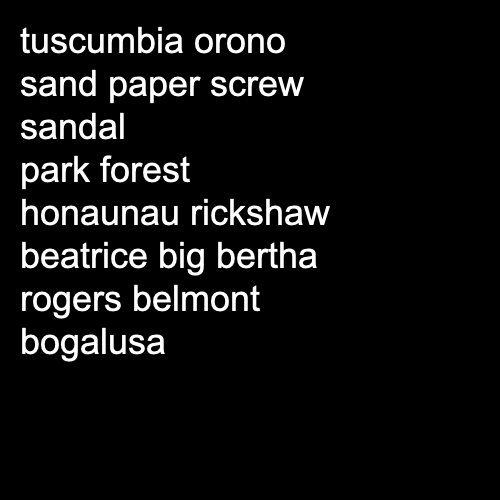 tuscumbia orono
sand paper screw
sandal
park forest
honaunau rickshaw
beatrice big bertha
rogers belmont
bogalusa